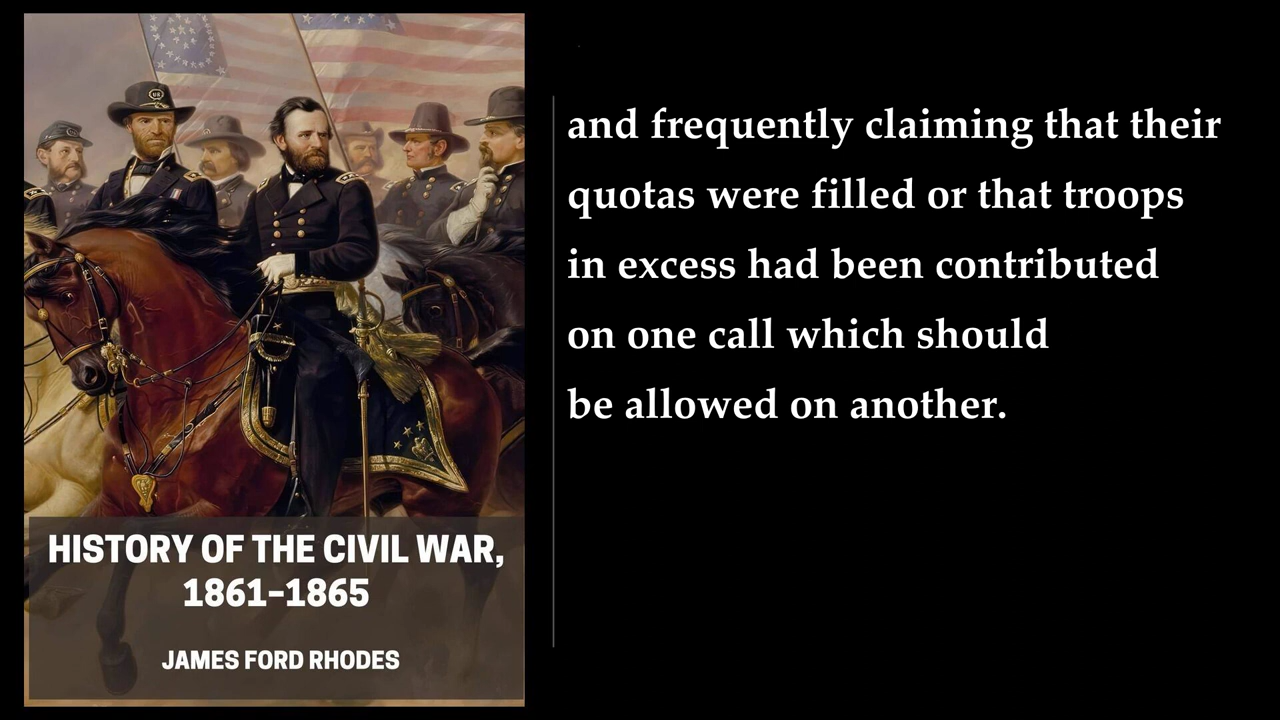 and frequently claiming that their
quotas were filled or that troops
in excess had been contributed
on one call which should
be allowed on another.
HISTORY OF THE CIVIL WAR,
1861–1865
JAMES FORD RHODES